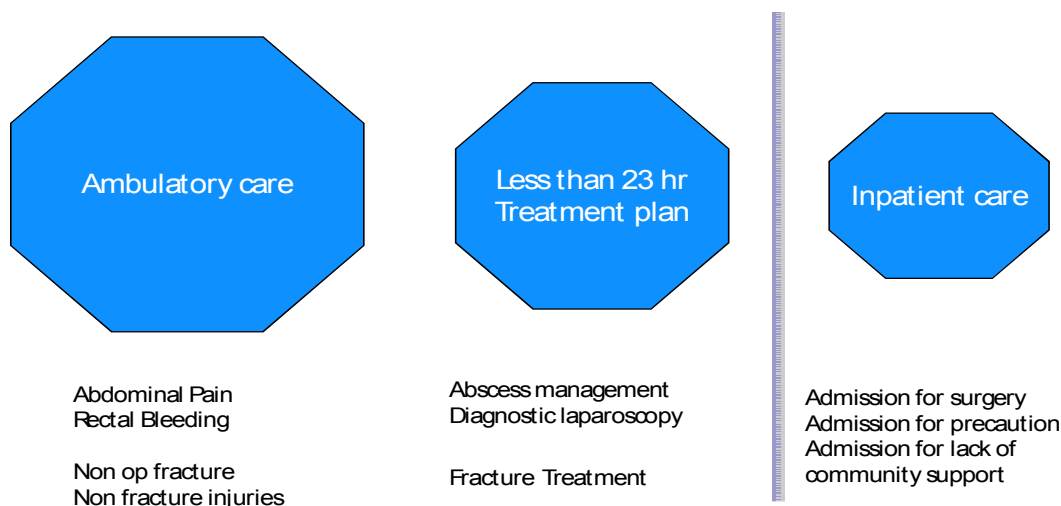 Ambulatory care
Less than 23 hr
Treatment plan
Inpatient care
Abdominal Pain
Rectal Bleeding
Non op fracture
Non fracture injuries
Abscess management
Diagnostic laparoscopy
Fracture Treatment
Admission for surgery
Admission for precaution
Admission for lack of
community support